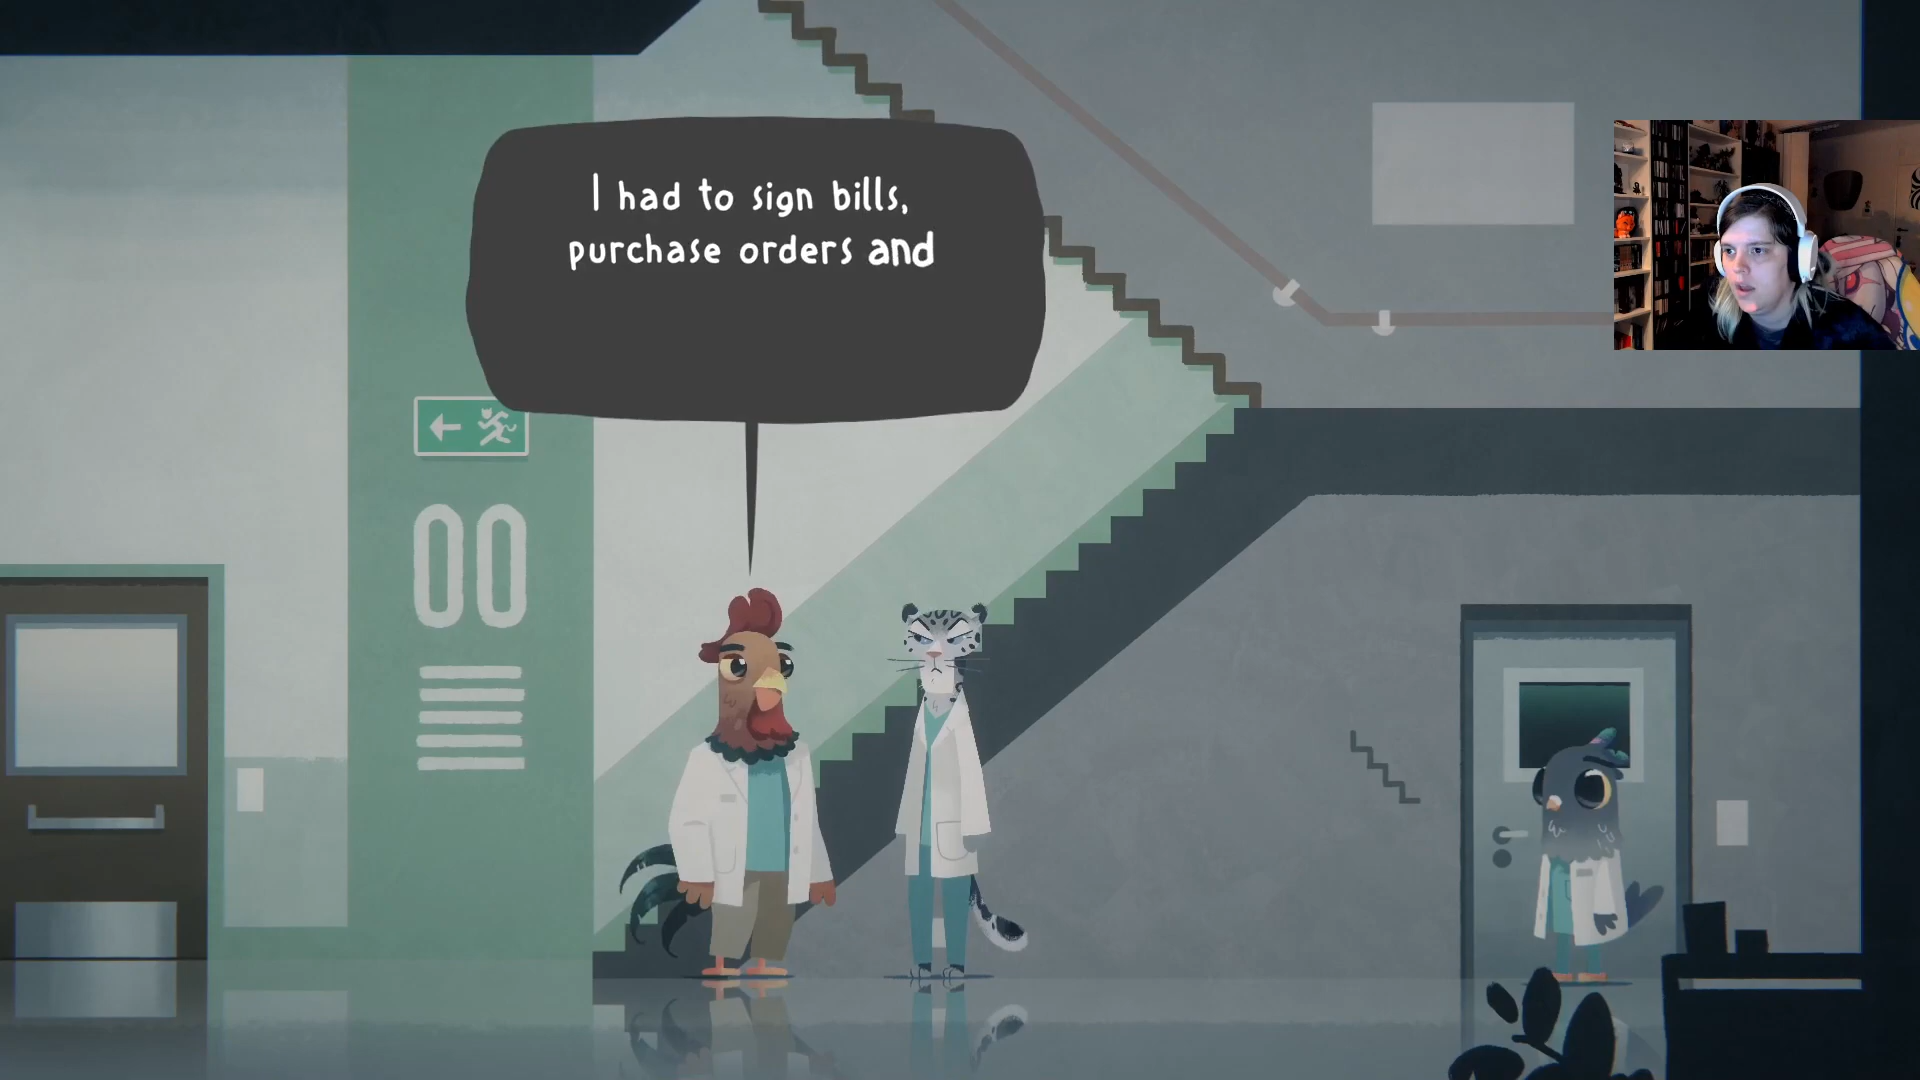 I had to sign bills,
purchase orders and
00